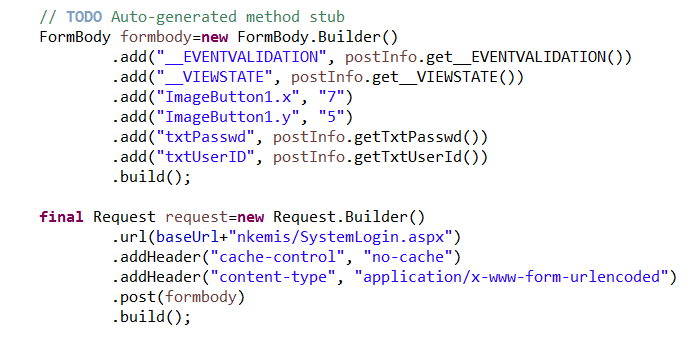 // TODO Auto-generated method stub
FormBody formbody=new FormBody.Builder()
.add("__EVENTVALIDATION", postInfo.get__EVENTVALIDATION())
.add("__VIEWSTATE", postInfo.get__VIEWSTATE())
.add("ImageButton1.x", "7")
.add("ImageButton1.y", "5")
.add("txtPasswd", postInfo.getTxtPasswd())
.add("txtUserID", postInfo.getTxtUserId())
.build();
final Request request=new Request.Builder()
.url(baseUrl+"nkemis/SystemLogin.aspx")
.addHeader("cache-control", "no-cache")
.addHeader("content-type", "application/x-www-form-urlencoded")
.post(formbody)
.build();